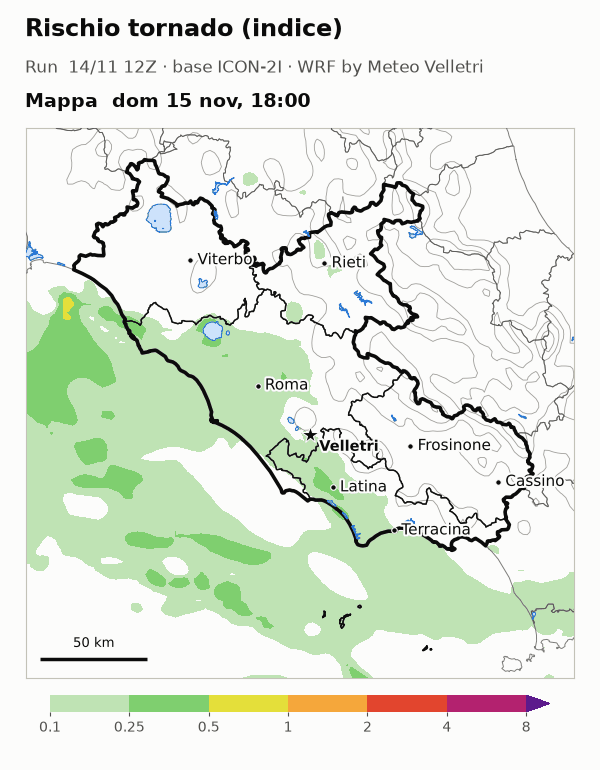 Rischio tornado (indice)
Run  14/11 12Z · base ICON-2I · WRF by Meteo Velletri
Mappa  dom 15 nov, 18:00
Viterbo
Rieti
Roma
Velletri
Frosinone
Latina
Cassino
Terracina
50 km
0.1 0.25 0.5 1 2 4 8